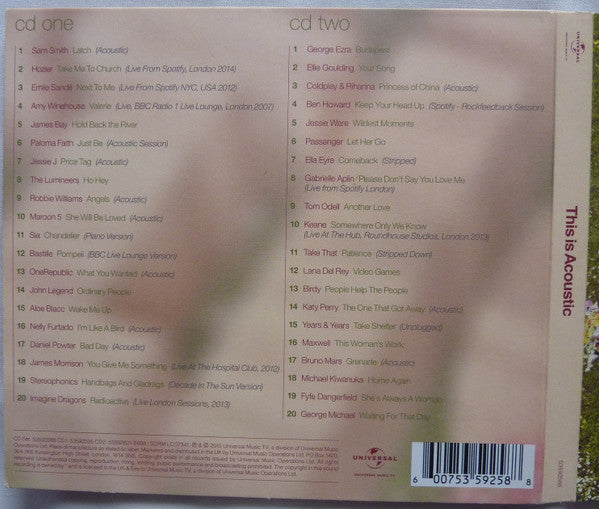 cd one
1 Sam Smith Latch (Acoustic)
2 Hozier Take Me To Church (Live From Spotify, London 2014)
3 Emile Sandé Next To Me (Live From Spotify NYC, USA 2012)
4 Amy Winehouse Valerie (Live, BBC Radio 1 Live Lounge, London 2007)
5 James Bay Hold Back the River
6 Paloma Faith Just Be (Acoustic Session)
7 Jessie J Price Tag (Acoustic)
8 The Lumineers Ho Hey
9 Robbie Williams Angels (Acoustic)
10 Maroon 5 She Will Be Loved (Acoustic)
11 Sia Chandelier (Piano Version)
12 Bastille Pompeii (BBC Live Lounge Version)
13 OneRepublic What You Wanted (Acoustic)
14 John Legend Ordinary People
15 Aloe Blacc Wake Me Up
16 Nelly Furtado I'm Like A Bird (Acoustic)
17 Daniel Powter Bad Day (Acoustic)
18 James Morrison You Give Me Something (Live At The Hospital Club, 2012)
19 Stereophonics Handbags And Gladrags (Decade In The Sun Version)
20 Imagine Dragons Radioactive (Live London Sessions, 2013)
cd two
1 George Ezra Budapest
2 Ellie Goulding Your Song
3 Coldplay & Rihanna Princess of China (Acoustic)
4 Ben Howard Keep Your Head Up (Spotify - Rockfeedback Session)
5 Jessie Ware Wildest Moments
6 Passenger Let Her Go
7 Ella Eyre Comeback (Stripped)
8 Gabrielle Aplin 'Please Don't Say You Love Me
(Live from Spotify London)
9 Tom Odell Another Love
10 Keane Somewhere Only We Know
(Live At The Hub, Roundhouse Studios, London 2013)
11 Take That Patience (Stripped Down)
12 Lana Del Rey Video Games
13 Birdy People Help The People
14 Katy Perry The One That Got Away (Acoustic)
15 Years & Years Take Shelter (Unplugged)
16 Maxwell This Woman's Work
17 Bruno Mars Grenade (Acoustic)
18 Michael Kiwanuka Home Again
19 Fyfe Dangerfield She's Always A Woman
20 George Michael Waiting For That Day
UNIVERSAL
UNIVERSAL MUSIC TV
6 00753 59258 8
UNIVERSAL
This is Acoustic